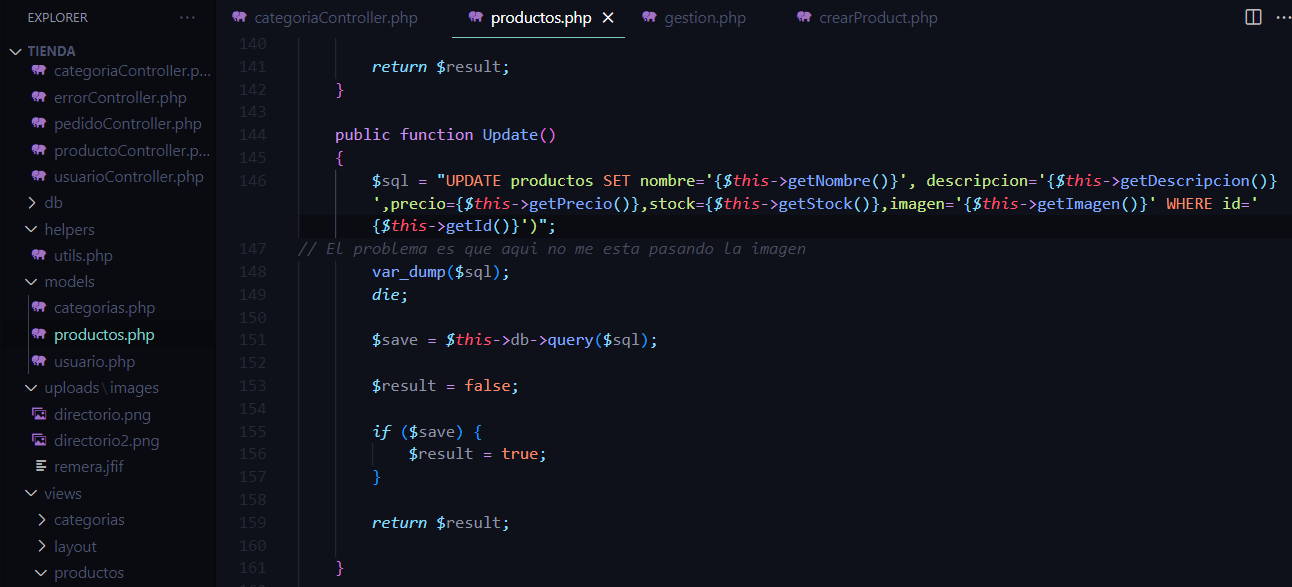 EXPLORER
···
TIENDA
categoriaController.p...
errorController.php
pedidoController.php
productoController.p...
usuarioController.php
db
helpers
utils.php
models
categorias.php
productos.php
usuario.php
uploads\images
directorio.png
directorio2.png
remera.jfif
views
categorias
layout
productos
categoriaController.php
productos.php
gestion.php
crearProduct.php
140
141 return $result;
142 }
143
144 public function Update()
145 {
146 $sql = "UPDATE productos SET nombre='{$this->getNombre()}', descripcion='{$this->getDescripcion()}
',precio={$this->getPrecio()},stock={$this->getStock()},imagen='{$this->getImagen()}' WHERE id='
{$this->getId()}')";
147 // El problema es que aqui no me esta pasando la imagen
148 var_dump($sql);
149 die;
150
151 $save = $this->db->query($sql);
152
153 $result = false;
154
155 if ($save) {
156 $result = true;
157 }
158
159 return $result;
160
161 }